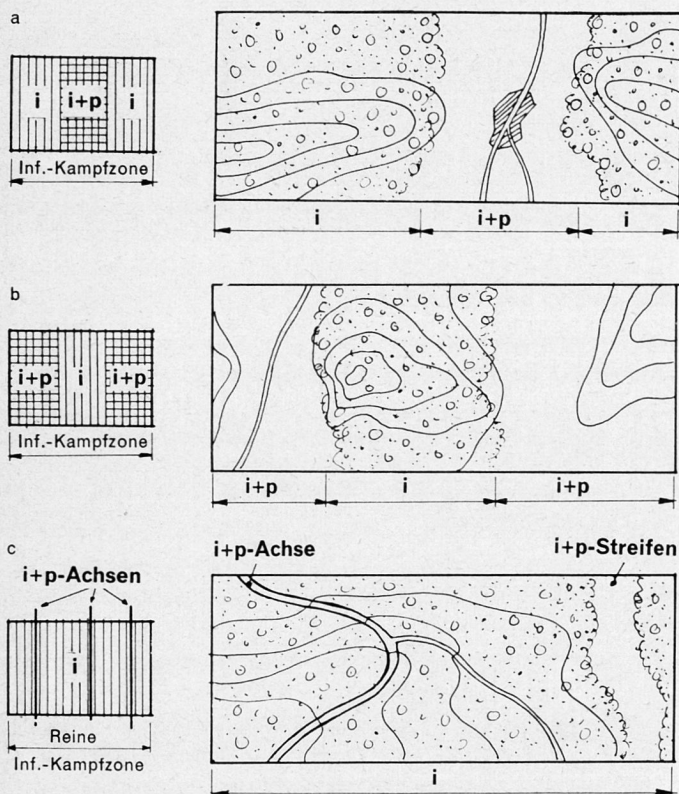 a
i i+p i
Inf.-Kampfzone
i i+p i
b
i+p i i+p
Inf.-Kampfzone
i+p i i+p
c
i+p-Achsen
i
Reine
Inf.-Kampfzone
i+p-Achse i+p-Streifen
i